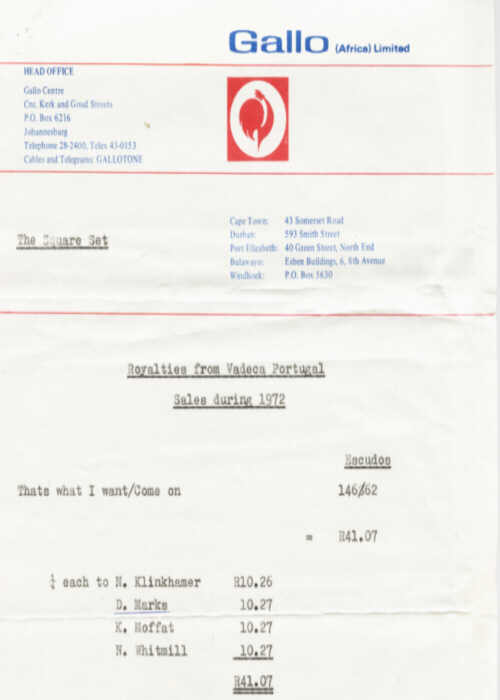 Gallo (Africa) Limited
HEAD OFFICE
Gallo Centre
Cnr. Kerk and Goud Streets
P.O. Box 6216
Johannesburg
Telephone 28-2400, Telex 43-0153
Cables and Telegrams: GALLOTONE
The Square Set
Cape Town: 43 Somerset Road
Durban: 593 Smith Street
Port Elizabeth: 40 Green Street, North End
Bulawayo: Esben Buildings, 6, 8th Avenue
Windhoek: P.O. Box 3630
Royalties from Vadeca Portugal
Sales during 1972
Escudos
Thats what I want/Come on 146/62
= R41.07
¼ each to N. Klinkhamer R10.26
D. Marks 10.27
K. Moffat 10.27
N. Whitmill 10.27
R41.07